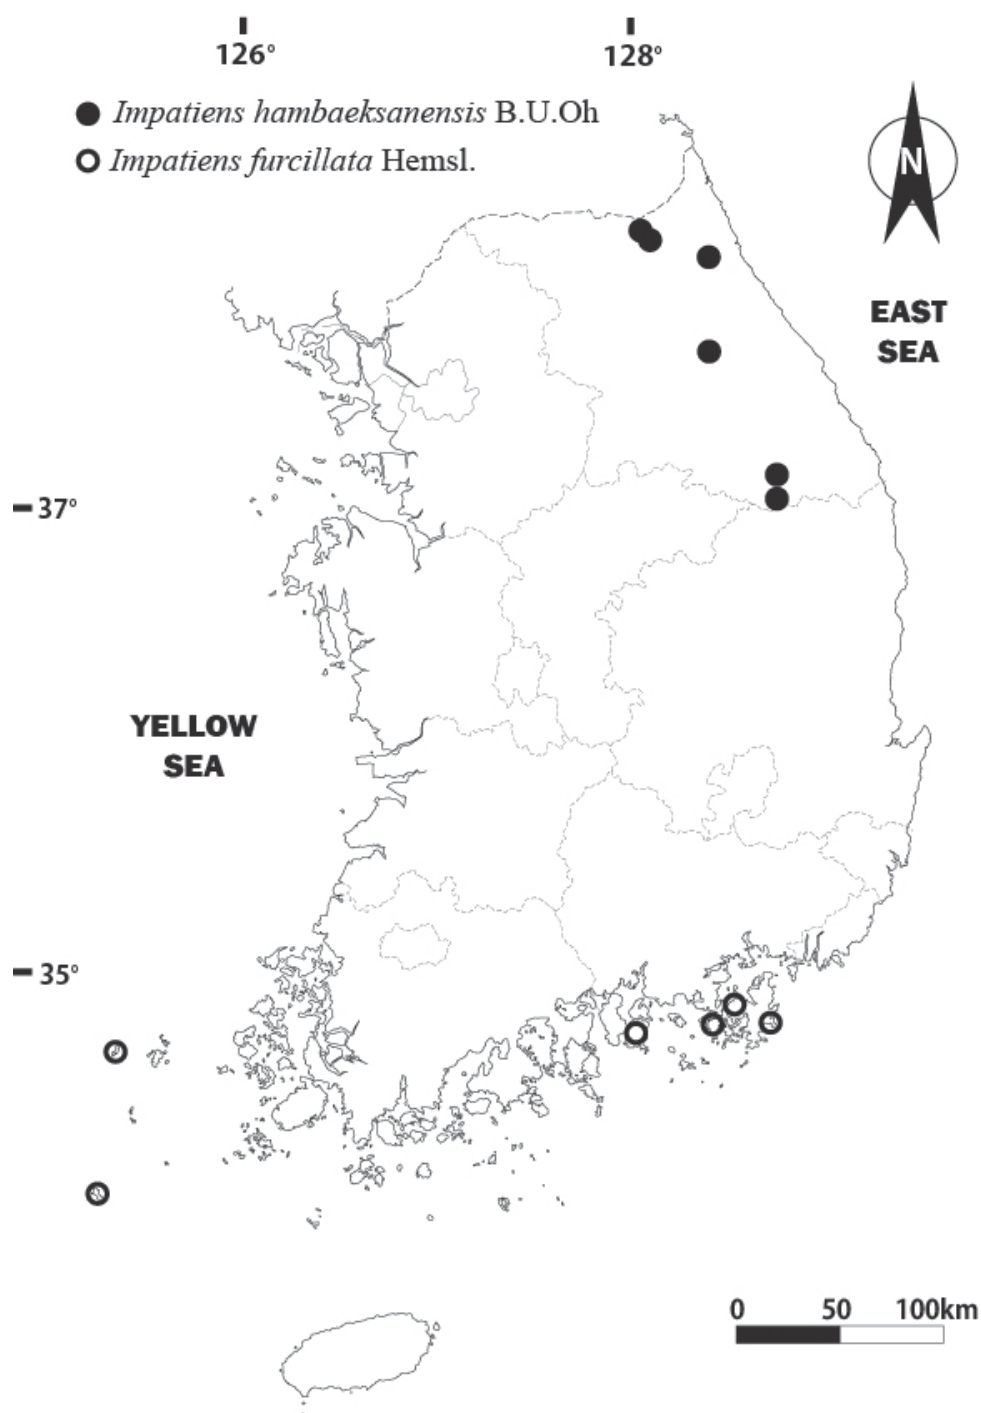 126°
128°
Impatiens hambaeksanensis B.U.Oh
Impatiens furcillata Hemsl.
N
EAST
SEA
37°
YELLOW
SEA
35°
0 50 100km